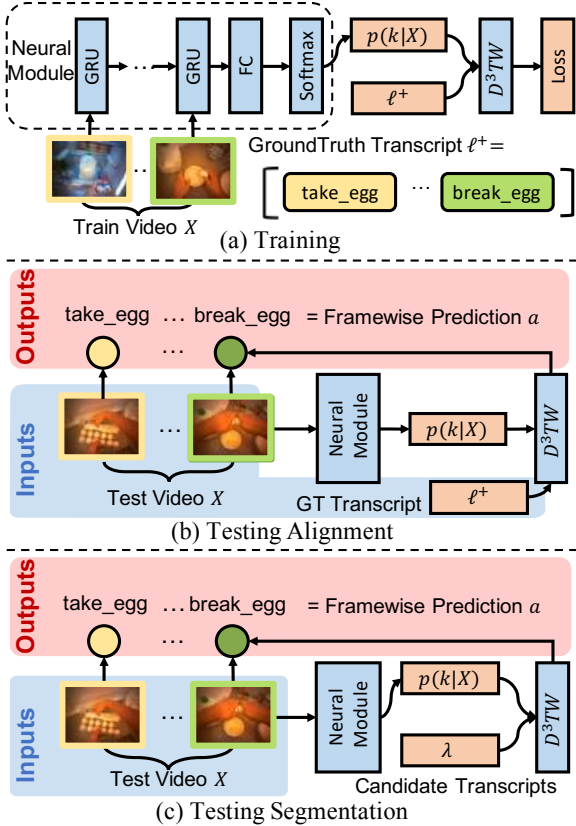 Neural
Module
GRU
...
GRU
FC
Softmax
p(k|X)
ℓ⁺
D³TW
Loss
GroundTruth Transcript ℓ⁺=
[ take_egg ... break_egg ]
Train Video X
(a) Training
Outputs
take_egg ... break_egg = Framewise Prediction a
...
Inputs
...
Neural
Module
p(k|X)
D³TW
Test Video X
GT Transcript
ℓ⁺
(b) Testing Alignment
Outputs
take_egg ... break_egg = Framewise Prediction a
...
Inputs
...
Neural
Module
p(k|X)
λ
D³TW
Test Video X
Candidate Transcripts
(c) Testing Segmentation